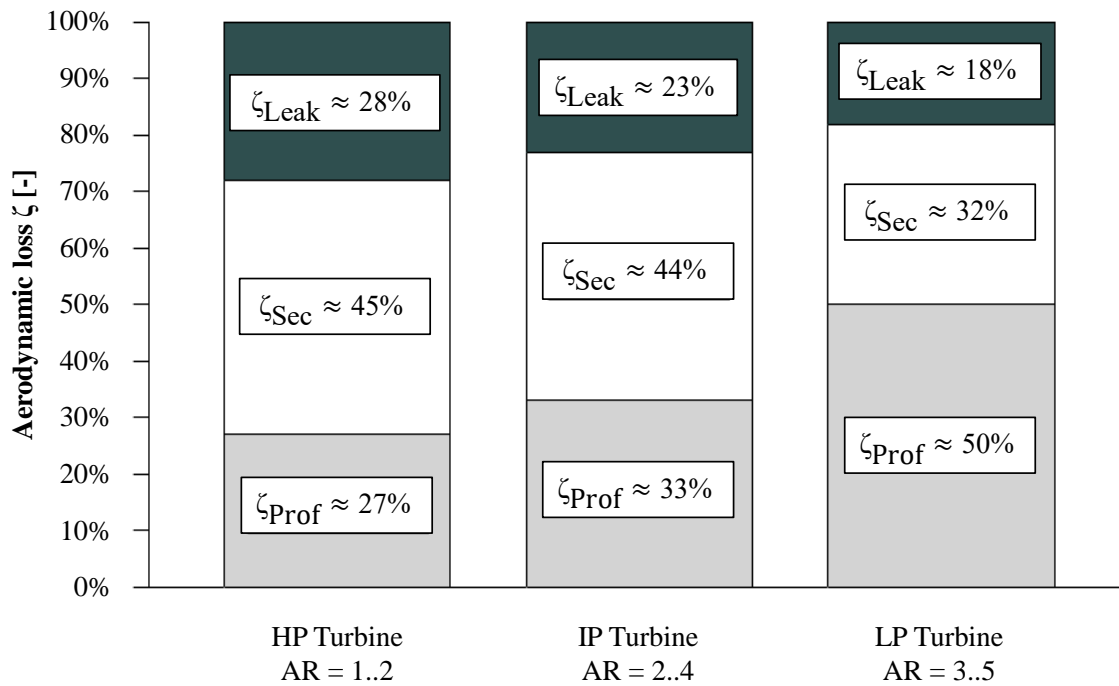 Aerodynamic loss ζ [-]
100%
90%
80%
70%
60%
50%
40%
30%
20%
10%
0%
ζLeak ≈ 28%
ζSec ≈ 45%
ζProf ≈ 27%
ζLeak ≈ 23%
ζSec ≈ 44%
ζProf ≈ 33%
ζLeak ≈ 18%
ζSec ≈ 32%
ζProf ≈ 50%
HP Turbine
AR = 1..2
IP Turbine
AR = 2..4
LP Turbine
AR = 3..5